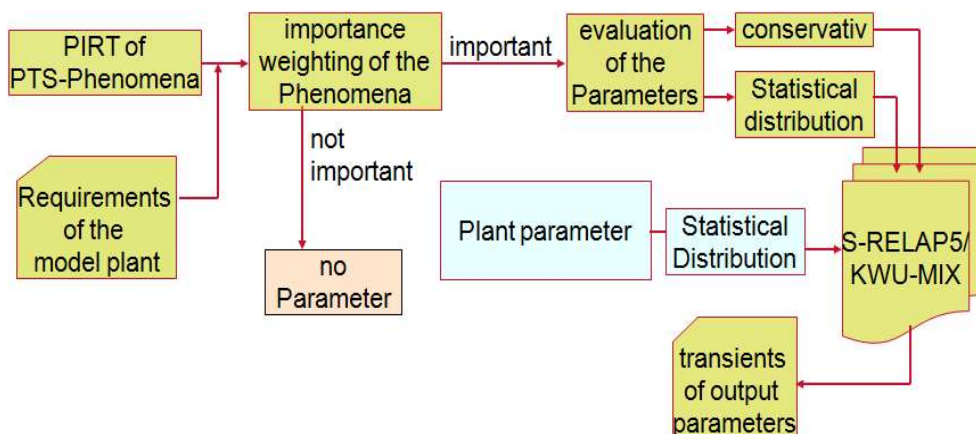 PIRT of
PTS-Phenomena
importance
weighting of the
Phenomena
important
evaluation
of the
Parameters
conservativ
Statistical
distribution
not
important
Requirements
of the
model plant
no
Parameter
Plant parameter
Statistical
Distribution
S-RELAP5/
KWU-MIX
transients
of output
parameters